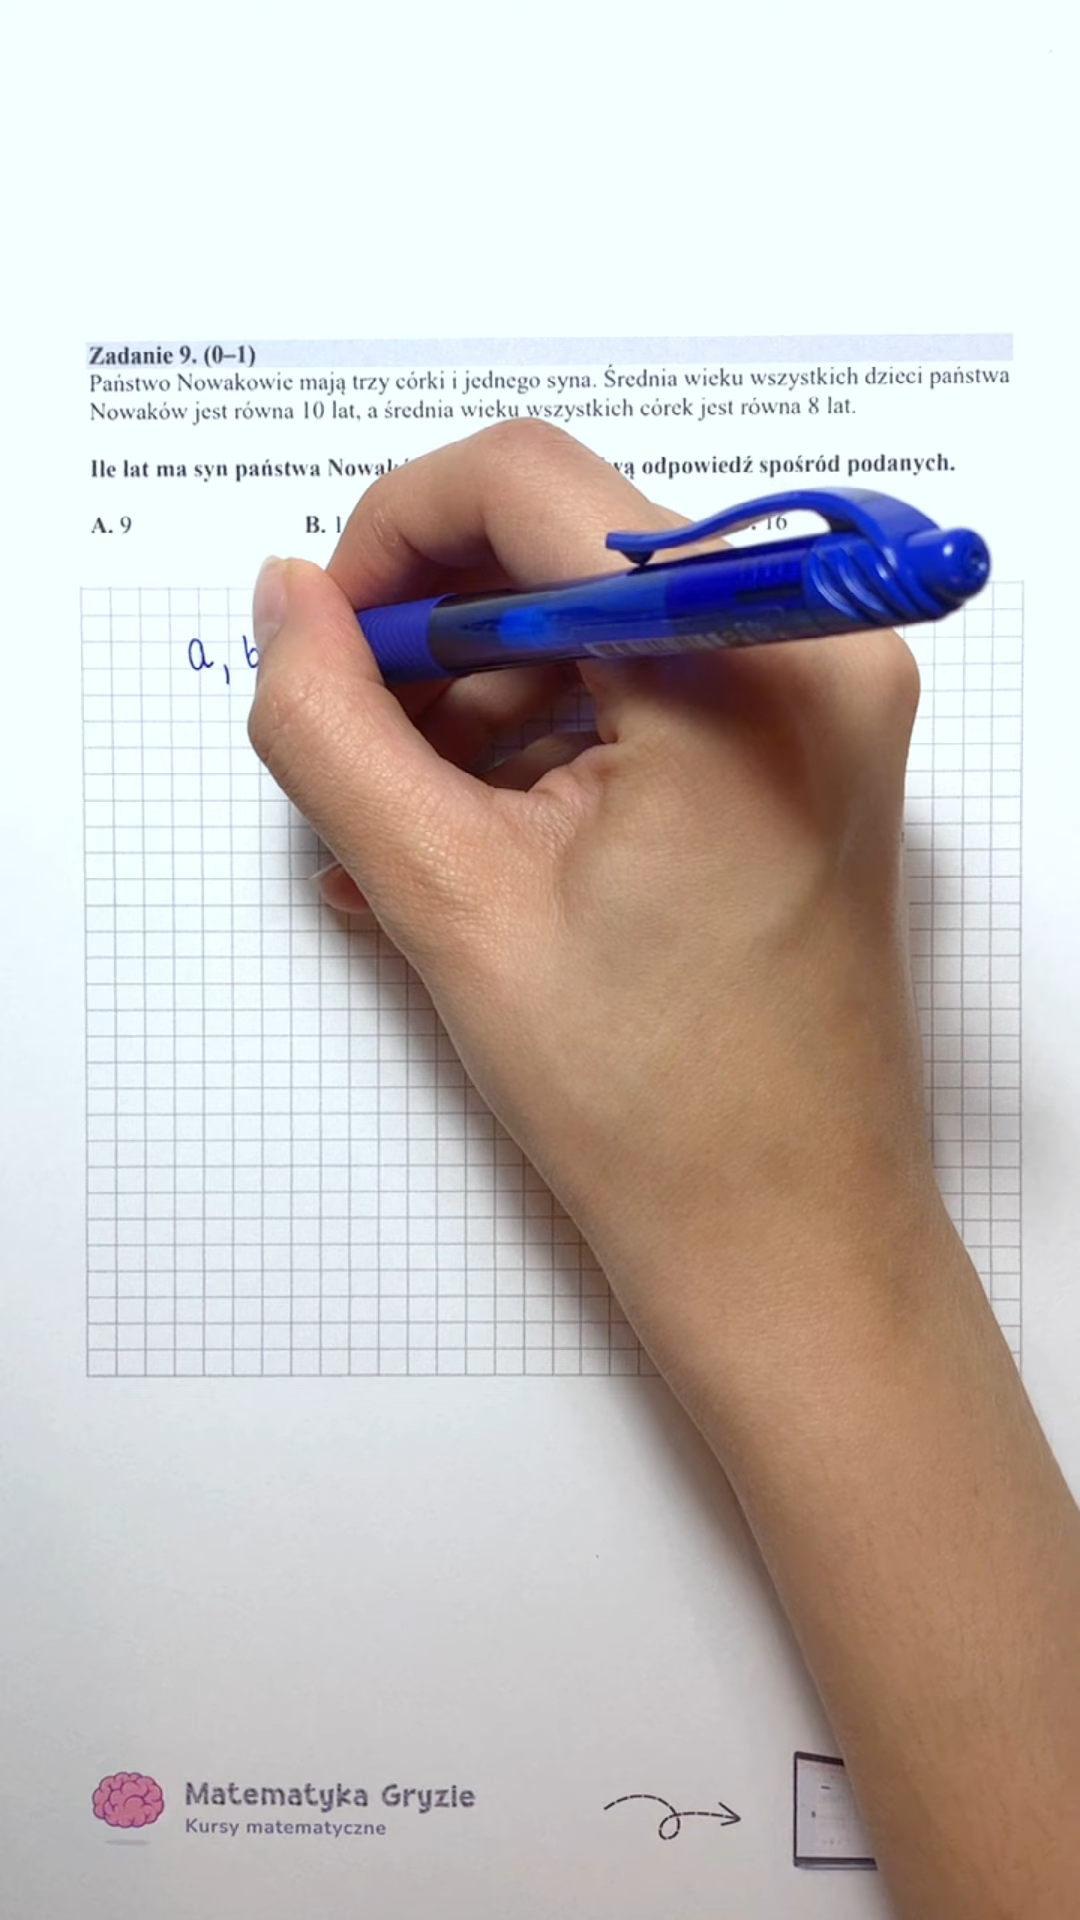 Zadanie 9. (0–1)
Państwo Nowakowie mają trzy córki i jednego syna. Średnia wieku wszystkich dzieci państwa
Nowaków jest równa 10 lat, a średnia wieku wszystkich córek jest równa 8 lat.
Ile lat ma syn państwa odpowiedź spośród podanych.
A. 9 B. 16
a, b
Matematyka Gryzie
Kursy matematyczne